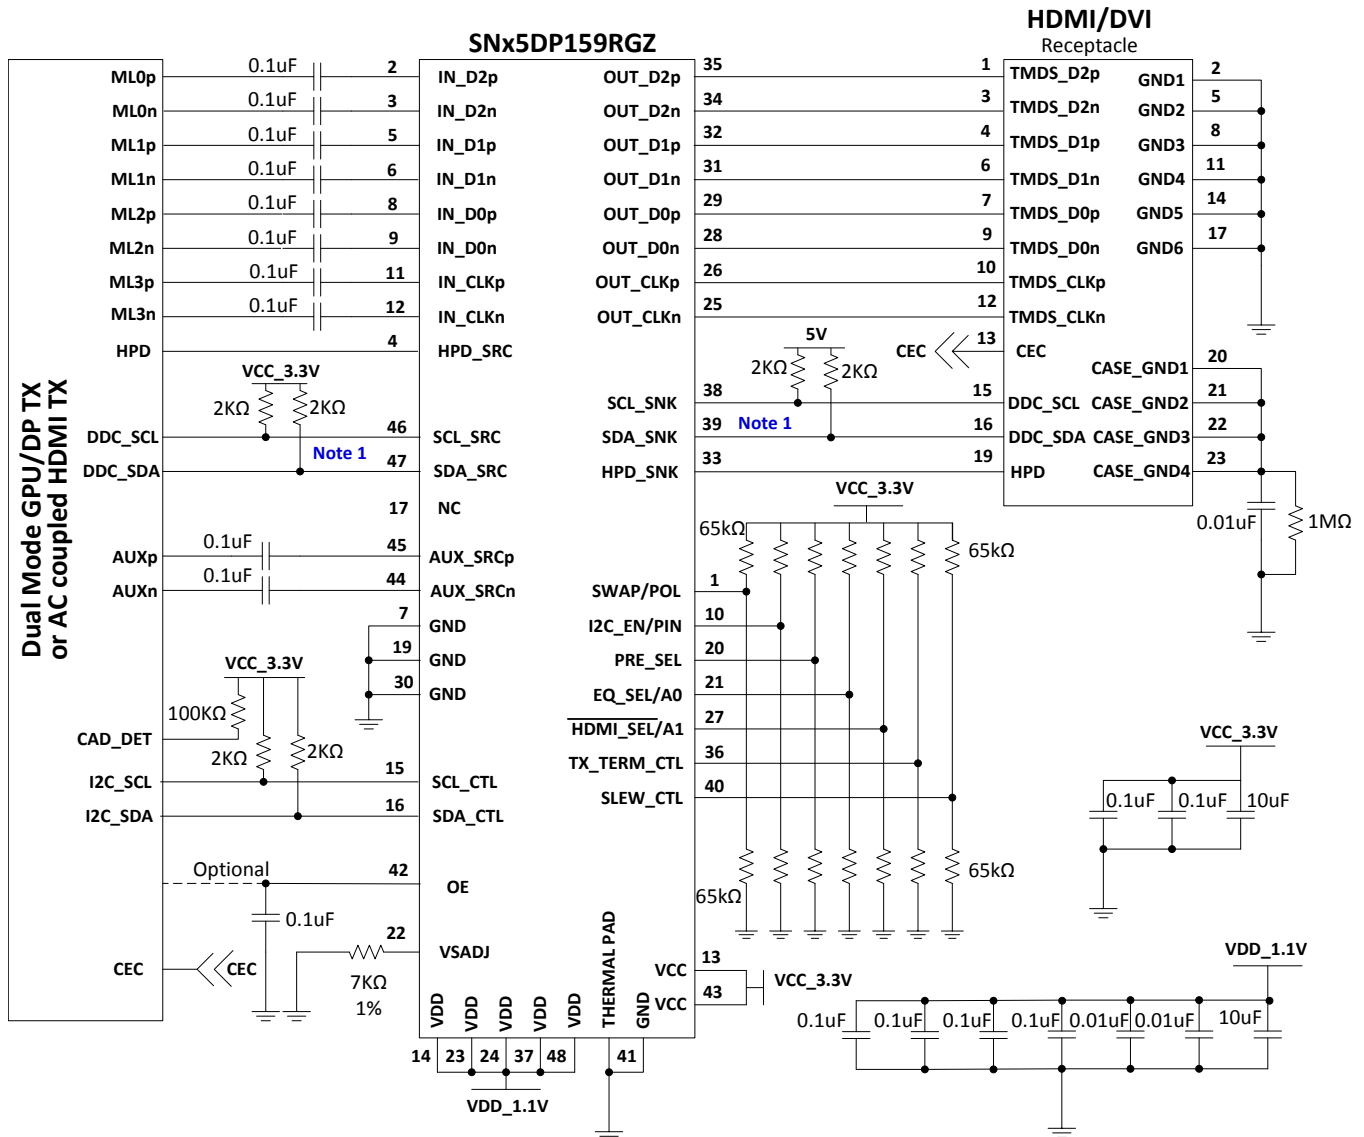 HDMI/DVI
Receptacle
SNx5DP159RGZ
Dual Mode GPU/DP TX
or AC coupled HDMI TX
ML0p 0.1uF 2 IN_D2p OUT_D2p 35 1 TMDS_D2p GND1 2
ML0n 0.1uF 3 IN_D2n OUT_D2n 34 3 TMDS_D2n GND2 5
ML1p 0.1uF 5 IN_D1p OUT_D1p 32 4 TMDS_D1p GND3 8
ML1n 0.1uF 6 IN_D1n OUT_D1n 31 6 TMDS_D1n GND4 11
ML2p 0.1uF 8 IN_D0p OUT_D0p 29 7 TMDS_D0p GND5 14
ML2n 0.1uF 9 IN_D0n OUT_D0n 28 9 TMDS_D0n GND6 17
ML3p 0.1uF 11 IN_CLKp OUT_CLKp 26 10 TMDS_CLKp
ML3n 0.1uF 12 IN_CLKn OUT_CLKn 25 12 TMDS_CLKn
HPD 4 HPD_SRC 5V CEC 13 CEC
VCC_3.3V 2KΩ 2KΩ CASE_GND1 20
2KΩ 2KΩ SCL_SNK 38 15 DDC_SCL CASE_GND2 21
DDC_SCL 46 SCL_SRC SDA_SNK 39 Note 1 16 DDC_SDA CASE_GND3 22
Note 1
DDC_SDA 47 SDA_SRC HPD_SNK 33 19 HPD CASE_GND4 23
VCC_3.3V
17 NC 0.01uF 1MΩ
65kΩ 65kΩ
AUXp 0.1uF 45 AUX_SRCp
AUXn 0.1uF 44 AUX_SRCn SWAP/POL 1
7 GND I2C_EN/PIN 10
19 GND PRE_SEL 20
VCC_3.3V
30 GND EQ_SEL/A0 21
100KΩ
CAD_DET HDMI_SEL/A1 27 VCC_3.3V
2KΩ 2KΩ
I2C_SCL 15 SCL_CTL TX_TERM_CTL 36
I2C_SDA 16 SDA_CTL SLEW_CTL 40 0.1uF 0.1uF 10uF
Optional 42 OE 65kΩ 65kΩ
0.1uF
22 VSADJ
CEC CEC VCC 13 VDD_1.1V
7KΩ VCC_3.3V
1% VCC 43
VDD VDD VDD VDD VDD THERMAL PAD GND
0.1uF 0.1uF 0.1uF 0.1uF 0.01uF 0.01uF 10uF
14 23 24 37 48 41
VDD_1.1V